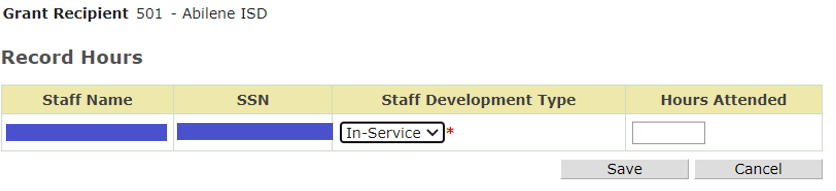 Grant Recipient 501 - Abilene ISD
Record Hours
Staff Name SSN Staff Development Type Hours Attended
In-Service *
Save Cancel